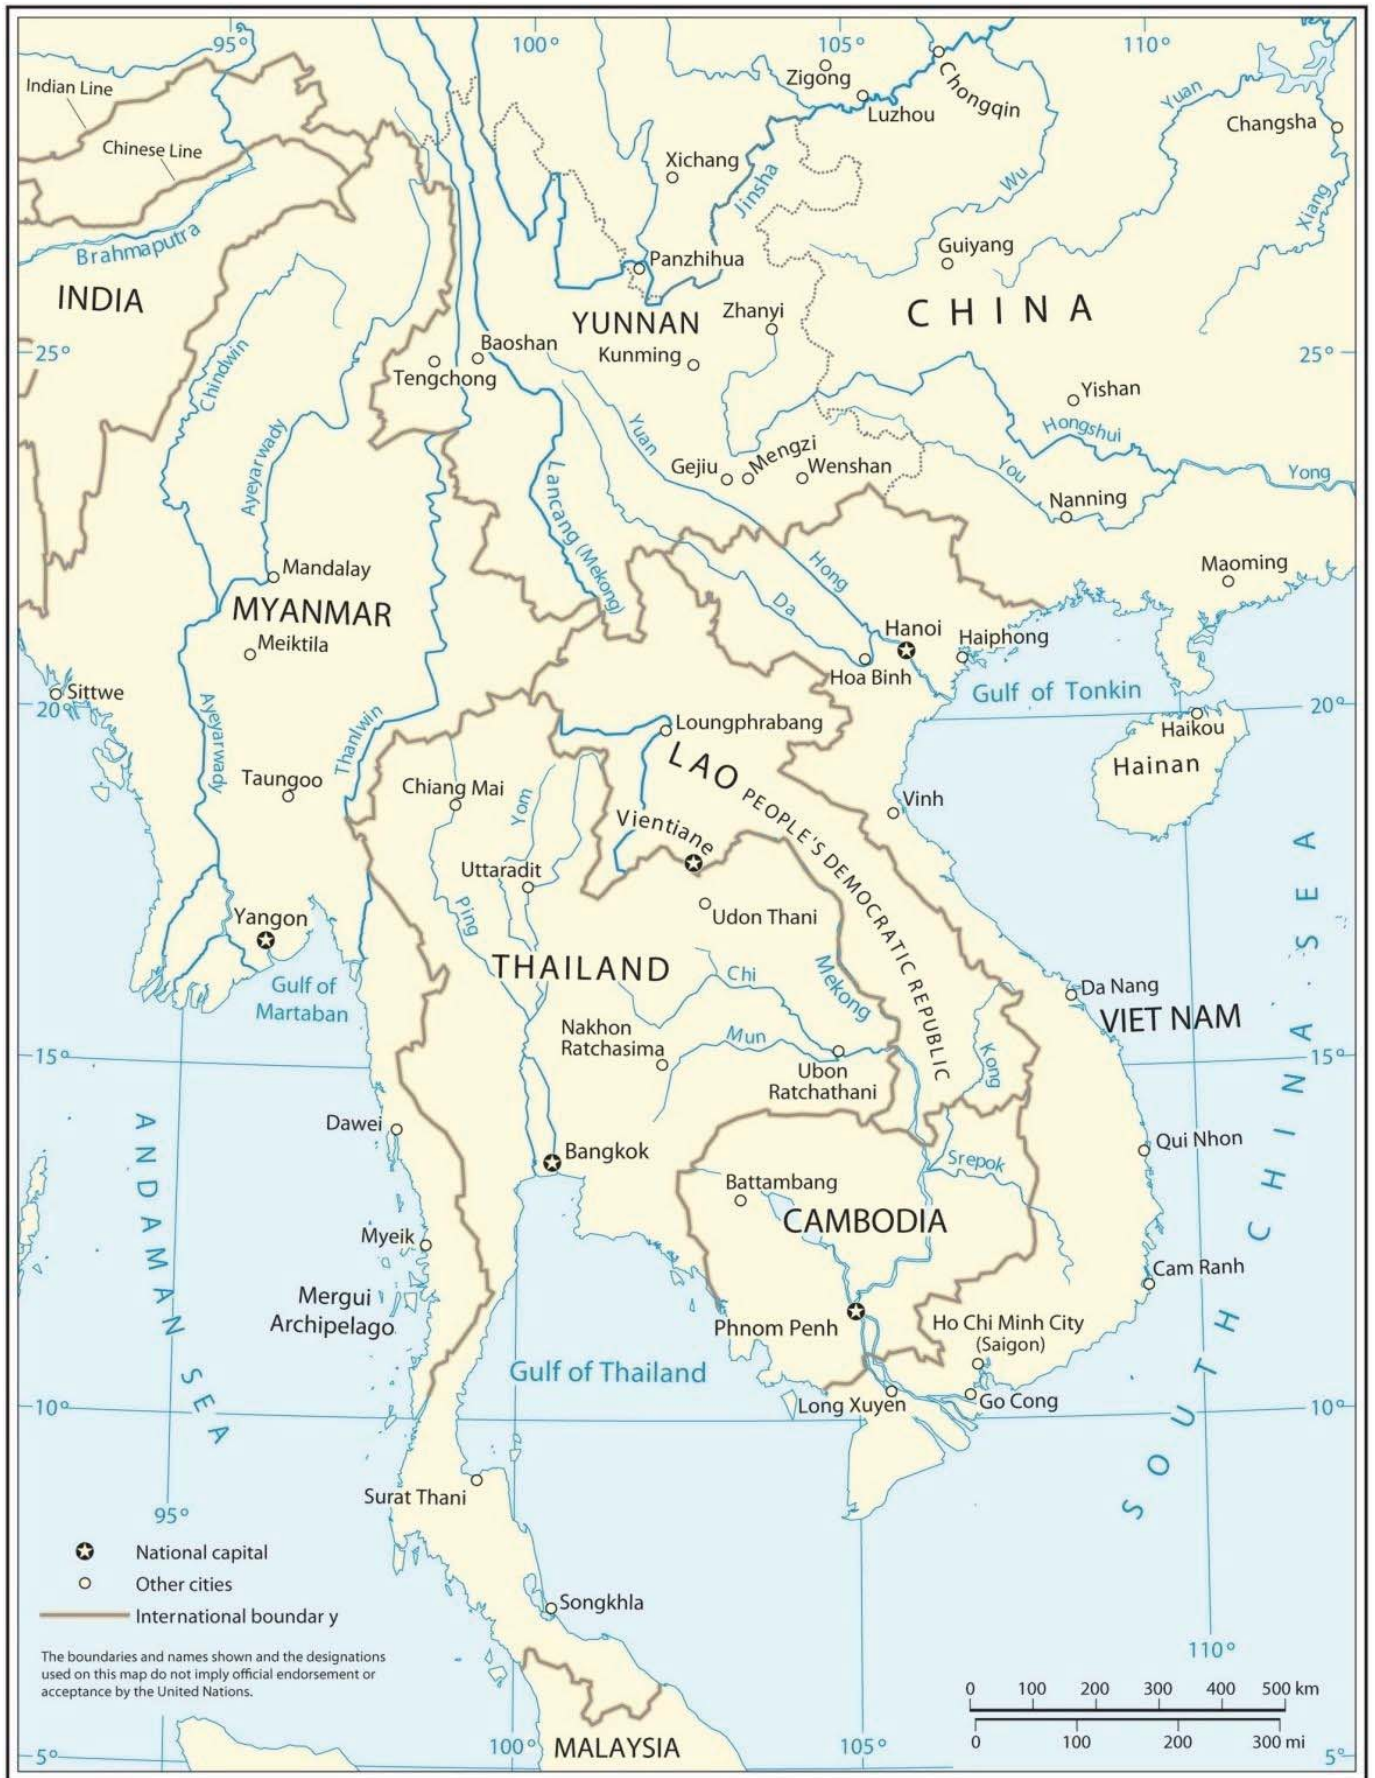 95°
100°
105°
110°
Indian Line
Chinese Line
Zigong
Luzhou
Chongqin
Yuan
Changsha
Xichang
Jinsha
Wu
Xiang
Brahmaputra
Guiyang
Panzhihua
INDIA
YUNNAN
Zhanyi
CHINA
25°
Chindwin
Baoshan
Kunming
25°
Tengchong
Yishan
Ayeyarwady
Yuan
Hongshui
Gejiu
Mengzi
Wenshan
You
Yong
Lancang (Mekong)
Nanning
Mandalay
Hong
Maoming
MYANMAR
Da
Hanoi
Meiktila
Haiphong
Hoa Binh
Sittwe
Gulf of Tonkin
20°
20°
Ayeyarwady
Thanlwin
Loungphrabang
Haikou
LAO PEOPLE'S DEMOCRATIC REPUBLIC
Hainan
Taungoo
Chiang Mai
Yom
Vinh
Vientiane
Uttaradit
Yangon
Ping
Udon Thani
SOUTH CHINA SEA
THAILAND
Chi
Mekong
Gulf of
Martaban
Da Nang
VIET NAM
Nakhon
Ratchasima
Mun
Kong
15°
15°
Ubon
Ratchathani
ANDAMAN SEA
Dawei
Bangkok
Qui Nhon
Srepok
Battambang
CAMBODIA
Myeik
Cam Ranh
Mergui
Archipelago
Phnom Penh
Ho Chi Minh City
(Saigon)
Gulf of Thailand
Long Xuyen
Go Cong
10°
10°
Surat Thani
95°
National capital
Other cities
Songkhla
International boundar y
The boundaries and names shown and the designations
used on this map do not imply official endorsement or
acceptance by the United Nations.
110°
0 100 200 300 400 500 km
0 100 200 300 mi
5°
100°
MALAYSIA
105°
5°